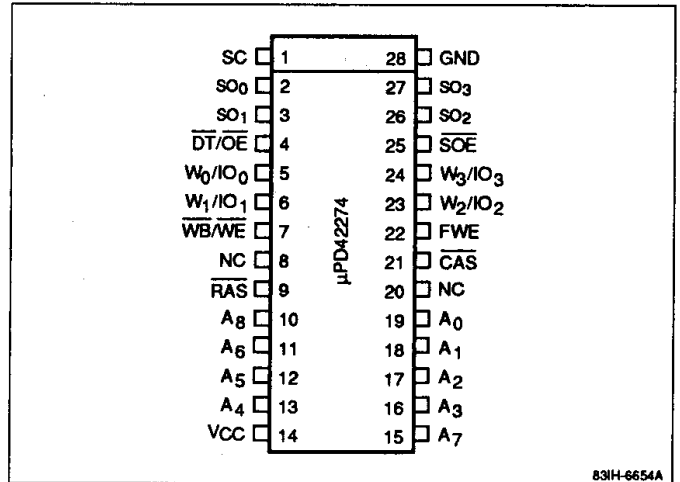 SC 1 28 GND
SO0 2 27 SO3
SO1 3 26 SO2
DT/OE 4 25 SOE
W0/IO0 5 24 W3/IO3
W1/IO1 6 23 W2/IO2
WB/WE 7 22 FWE
NC 8 21 CAS
RAS 9 20 NC
A8 10 19 A0
A6 11 18 A1
A5 12 17 A2
A4 13 16 A3
VCC 14 15 A7
μPD42274
83IH-6654A